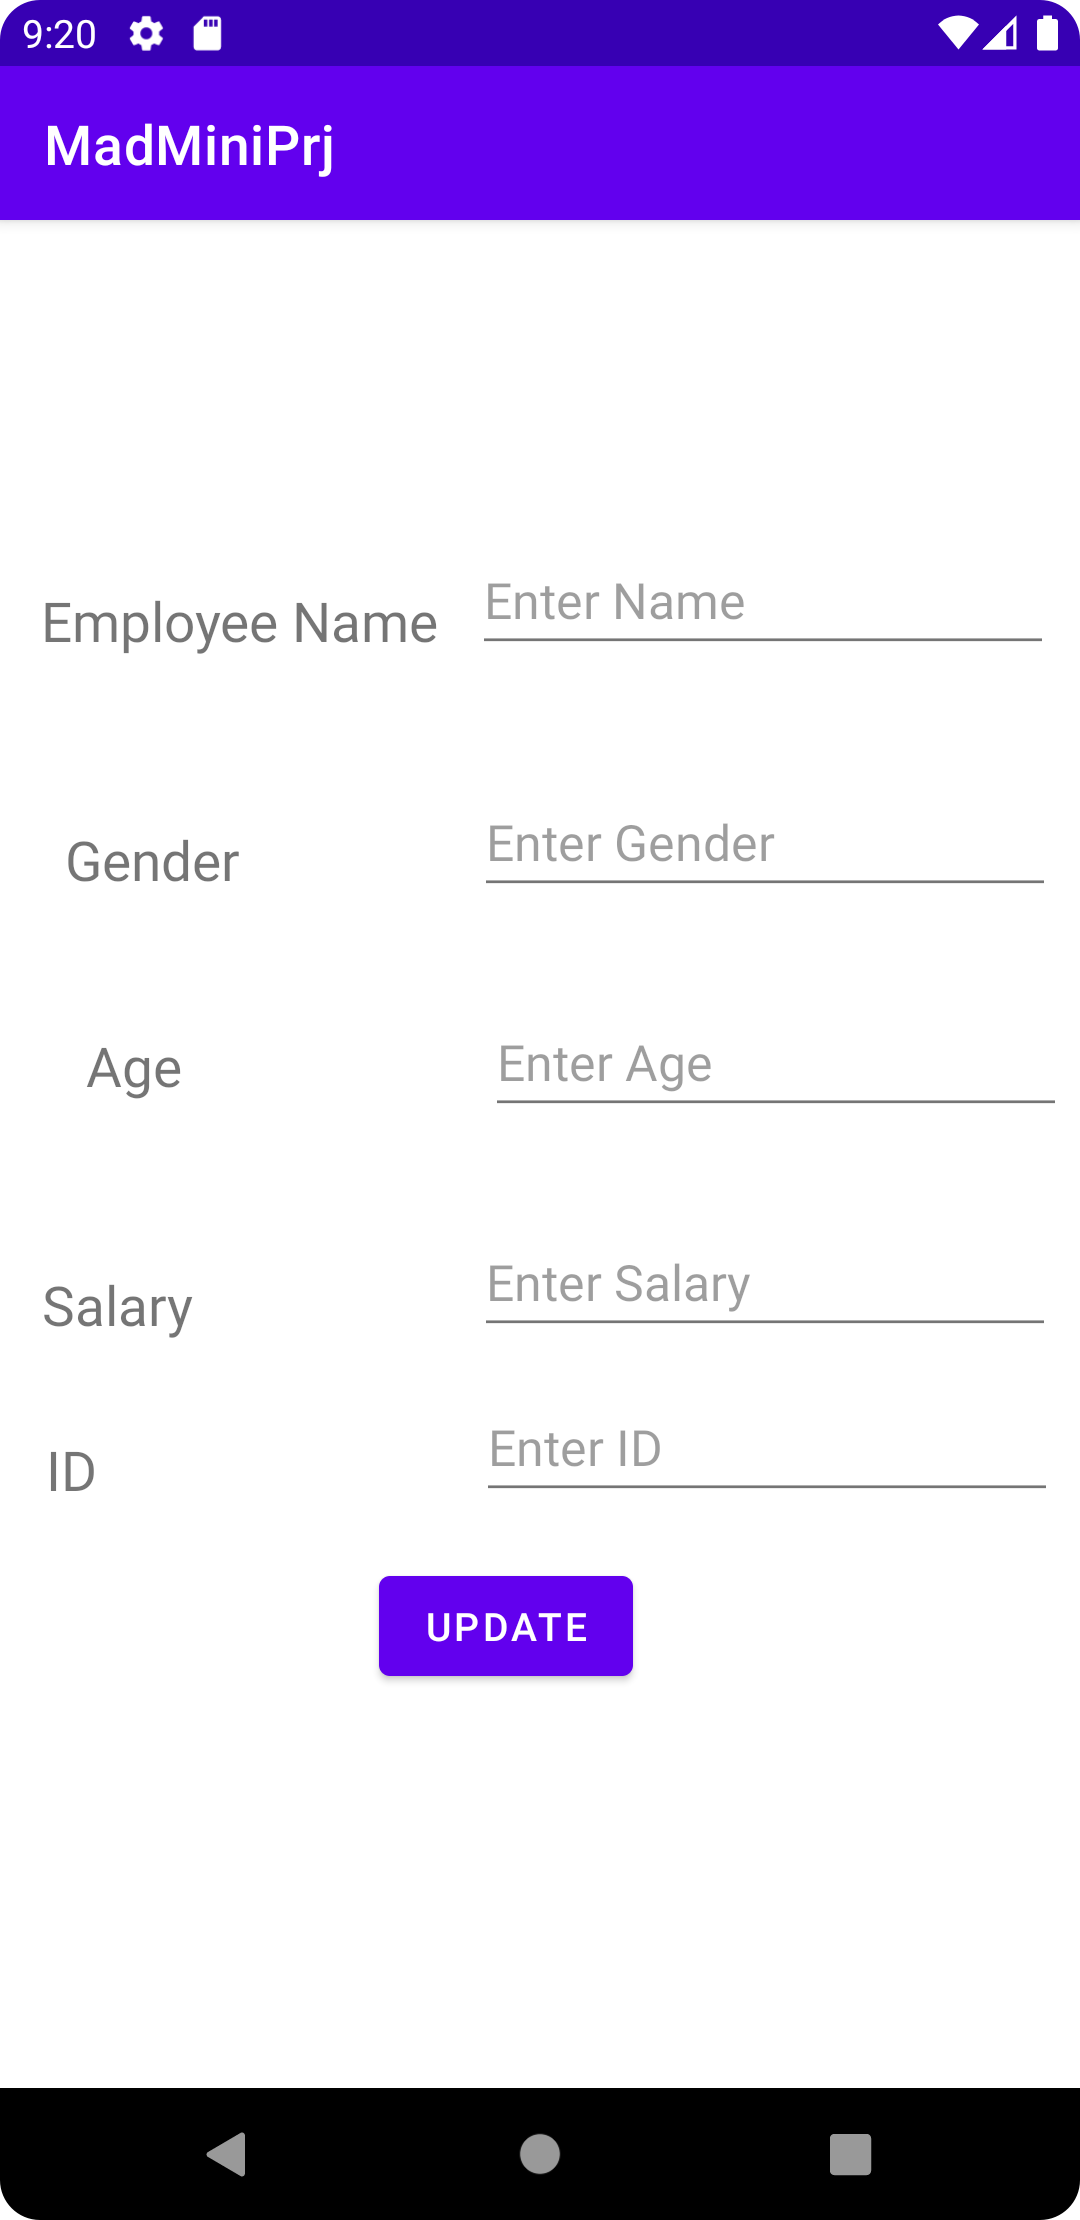 9:20
MadMiniPrj
Employee Name Enter Name
Gender Enter Gender
Age Enter Age
Salary Enter Salary
ID Enter ID
UPDATE